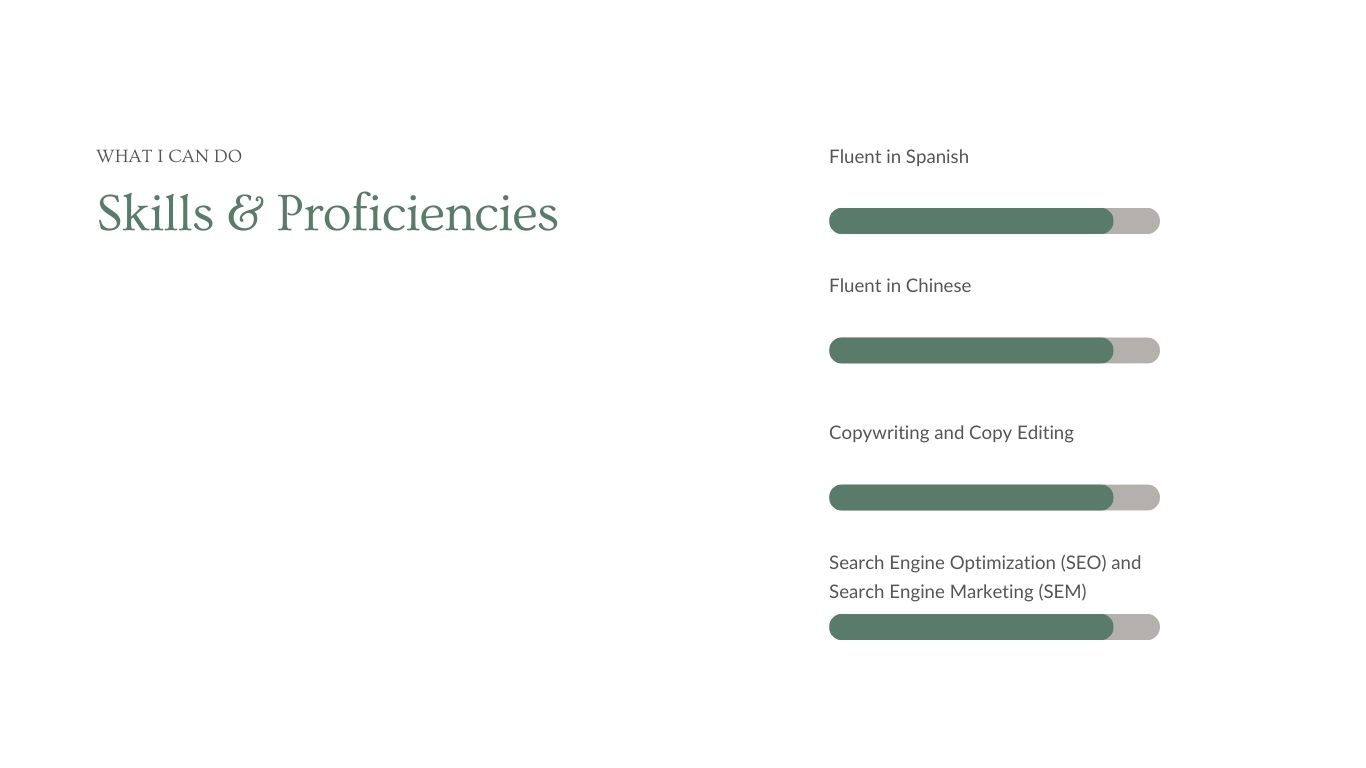 WHAT I CAN DO
Skills & Proficiencies
Fluent in Spanish
Fluent in Chinese
Copywriting and Copy Editing
Search Engine Optimization (SEO) and
Search Engine Marketing (SEM)